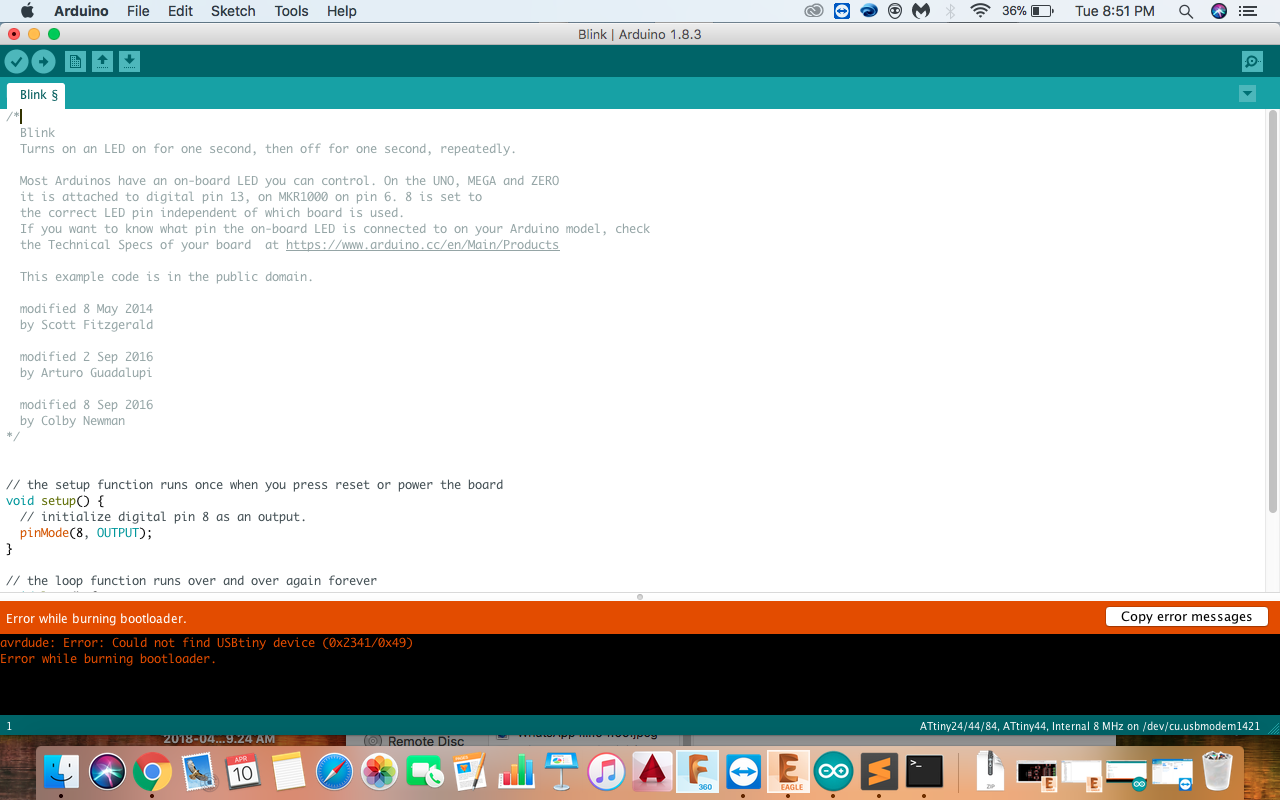 Arduino File Edit Sketch Tools Help 36% Tue 8:51 PM
Blink | Arduino 1.8.3
Blink §
/*
Blink
Turns on an LED on for one second, then off for one second, repeatedly.
Most Arduinos have an on-board LED you can control. On the UNO, MEGA and ZERO
it is attached to digital pin 13, on MKR1000 on pin 6. 8 is set to
the correct LED pin independent of which board is used.
If you want to know what pin the on-board LED is connected to on your Arduino model, check
the Technical Specs of your board at https://www.arduino.cc/en/Main/Products
This example code is in the public domain.
modified 8 May 2014
by Scott Fitzgerald
modified 2 Sep 2016
by Arturo Guadalupi
modified 8 Sep 2016
by Colby Newman
*/
// the setup function runs once when you press reset or power the board
void setup() {
// initialize digital pin 8 as an output.
pinMode(8, OUTPUT);
}
// the loop function runs over and over again forever
Error while burning bootloader.
Copy error messages
avrdude: Error: Could not find USBtiny device (0x2341/0x49)
Error while burning bootloader.
1
ATtiny24/44/84, ATtiny44, Internal 8 MHz on /dev/cu.usbmodem1421
2018-04...9.24 AM
Remote Disc
APR
10
360
EAGLE
>_
ZIP